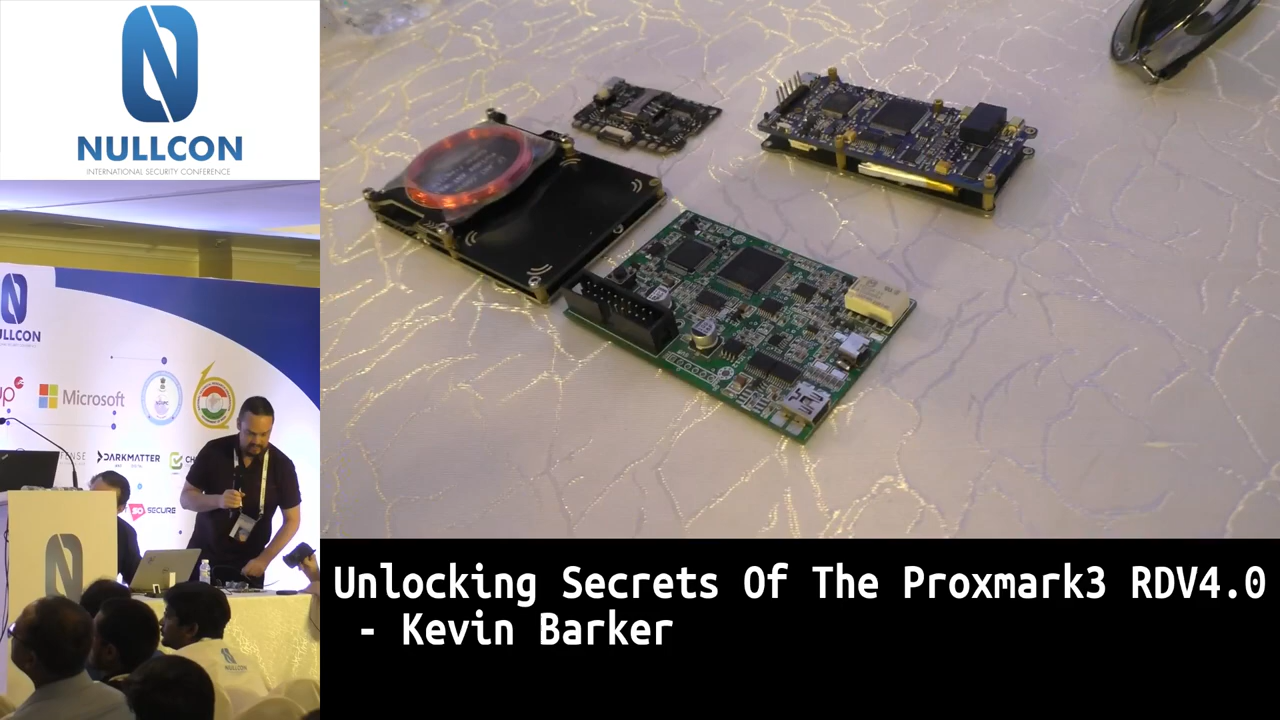 NULLCON
INTERNATIONAL SECURITY CONFERENCE
NULLCON
Microsoft
DARKMATTER
SECURE
Unlocking Secrets Of The Proxmark3 RDV4.0
- Kevin Barker